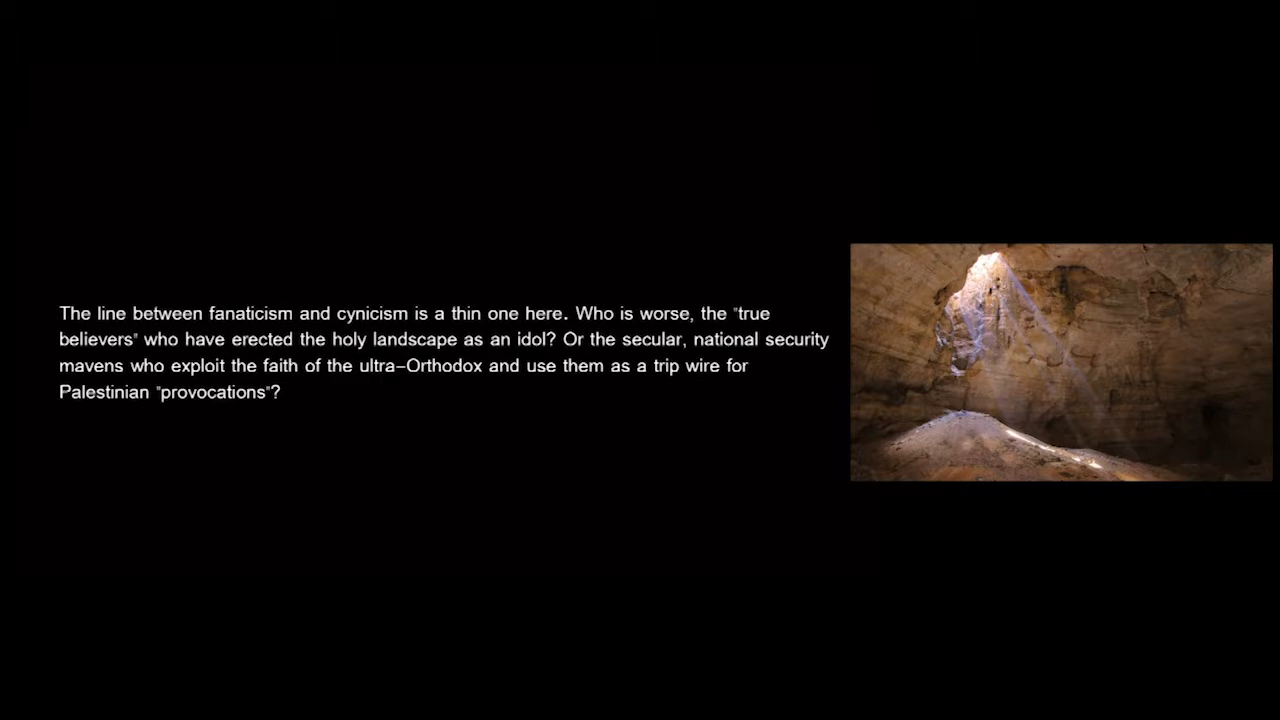 The line between fanaticism and cynicism is a thin one here. Who is worse, the "true
believers" who have erected the holy landscape as an idol? Or the secular, national security
mavens who exploit the faith of the ultra-Orthodox and use them as a trip wire for
Palestinian "provocations"?